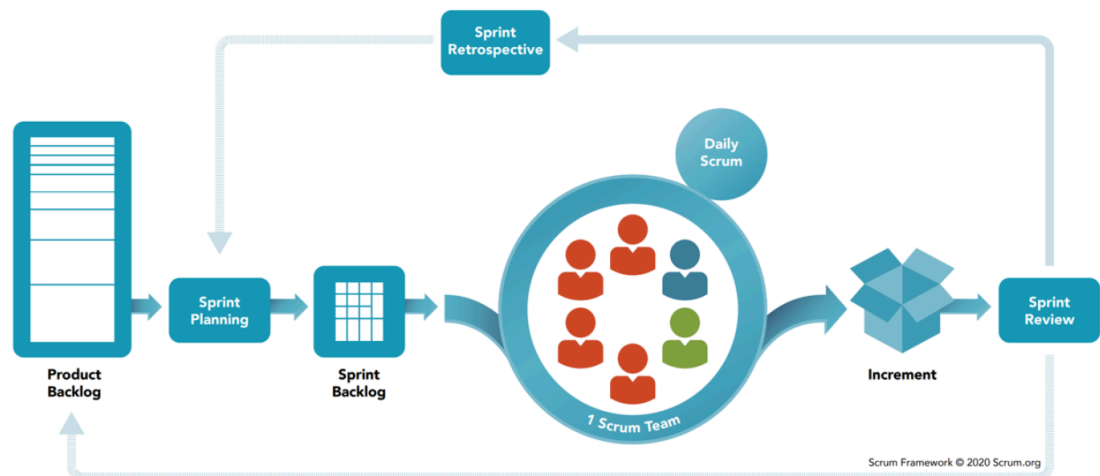 Sprint
Retrospective
Daily
Scrum
Sprint
Planning
Sprint
Review
Product
Backlog
Sprint
Backlog
Increment
1 Scrum Team
Scrum Framework © 2020 Scrum.org